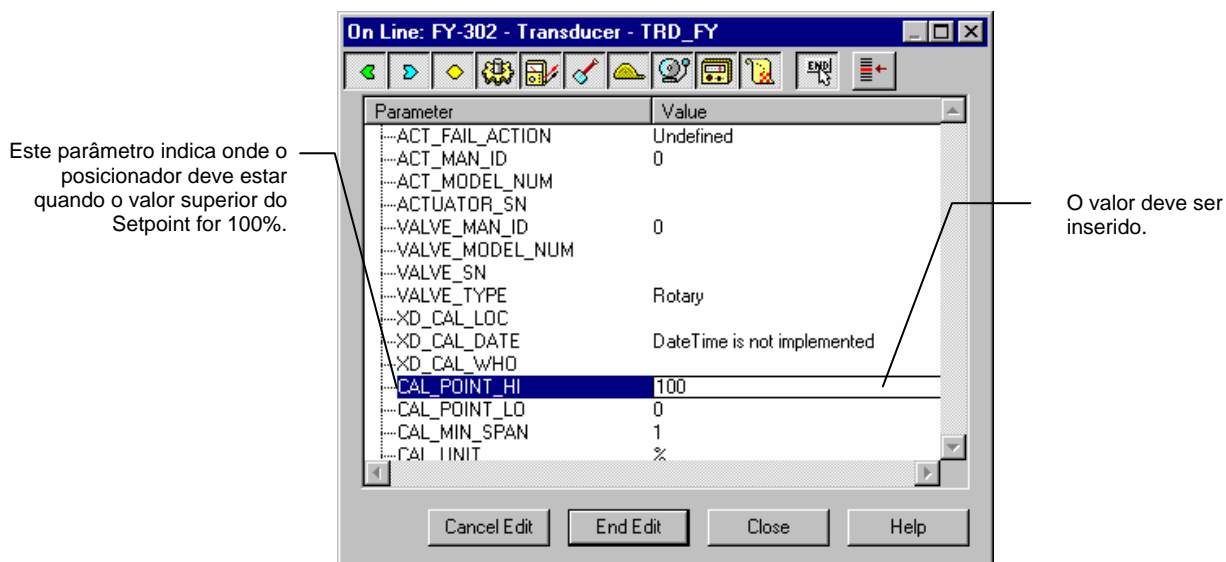 On Line: FY-302 - Transducer - TRD_FY
END
Parameter Value
ACT_FAIL_ACTION Undefined
ACT_MAN_ID 0
ACT_MODEL_NUM
ACTUATOR_SN
VALVE_MAN_ID 0
VALVE_MODEL_NUM
VALVE_SN
VALVE_TYPE Rotary
XD_CAL_LOC
XD_CAL_DATE DateTime is not implemented
XD_CAL_WHO
CAL_POINT_HI 100
CAL_POINT_LO 0
CAL_MIN_SPAN 1
CAL_UNIT %
Cancel Edit End Edit Close Help
Este parâmetro indica onde o
posicionador deve estar
quando o valor superior do
Setpoint for 100%.
O valor deve ser
inserido.